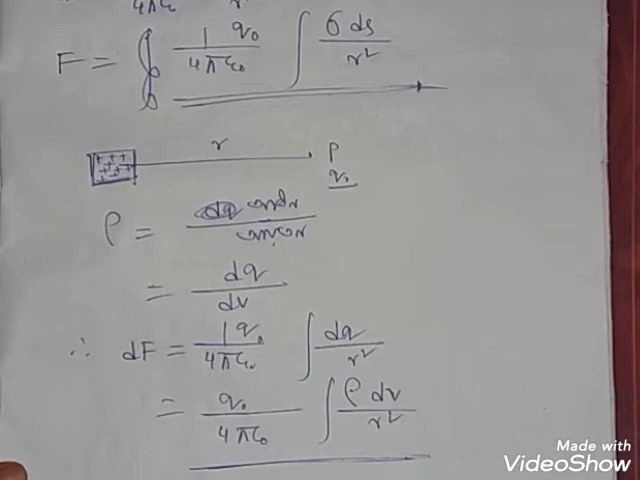 F = 1 q₀ / 4πε₀ ∫ σ ds / r²
r
P
q₀
ρ = আধান / আয়তন
= dq / dv
∴ dF = 1 q₀ / 4πε₀ ∫ dq / r²
= q₀ / 4πε₀ ∫ ρ dv / r²
Made with
VideoShow